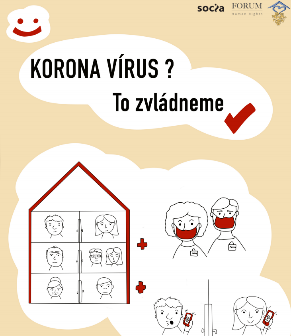 socia
FORUM
KORONA VÍRUS ?
To zvládneme